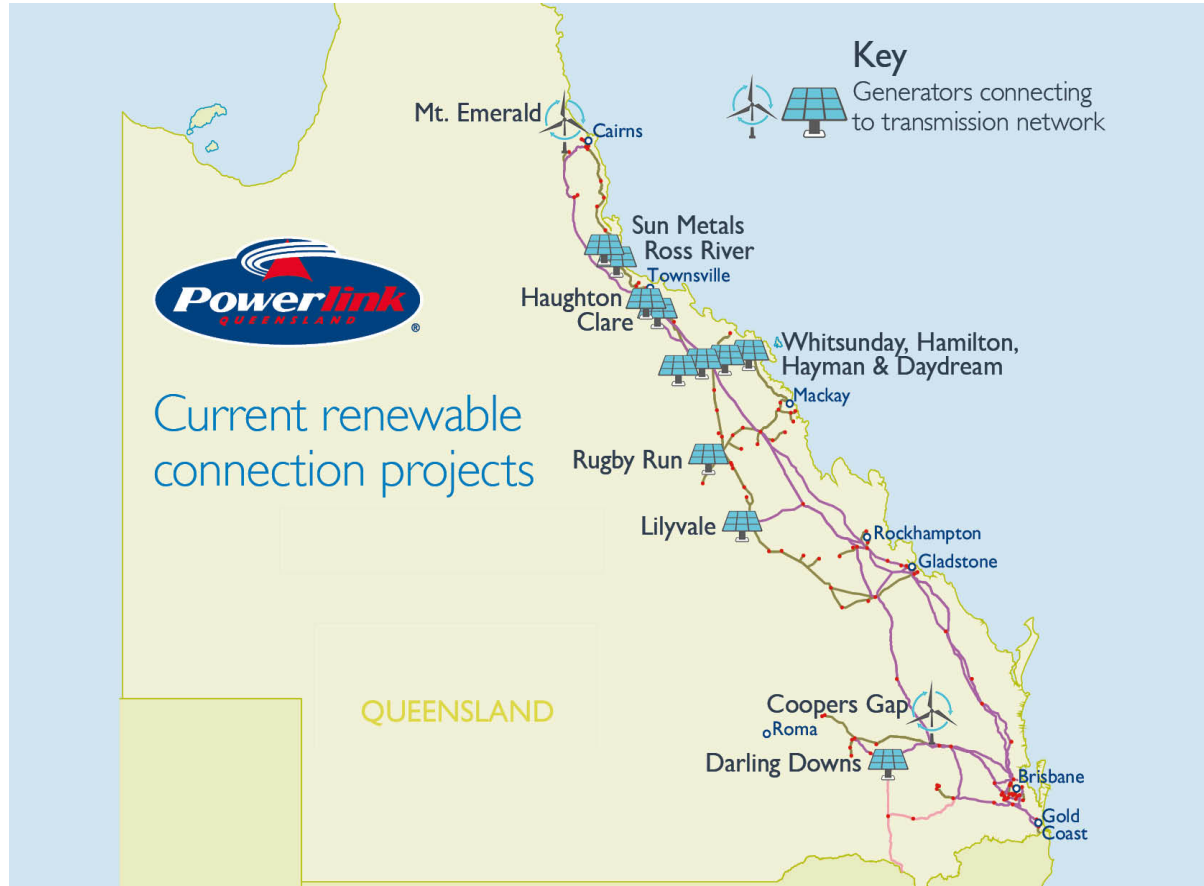 Key
Generators connecting
to transmission network
Mt. Emerald
Cairns
Sun Metals
Ross River
Townsville
Powerlink
QUEENSLAND
®
Haughton
Clare
Whitsunday, Hamilton,
Hayman & Daydream
Mackay
Current renewable
connection projects
Rugby Run
Lilyvale
Rockhampton
Gladstone
QUEENSLAND
Coopers Gap
Roma
Darling Downs
Brisbane
Gold
Coast